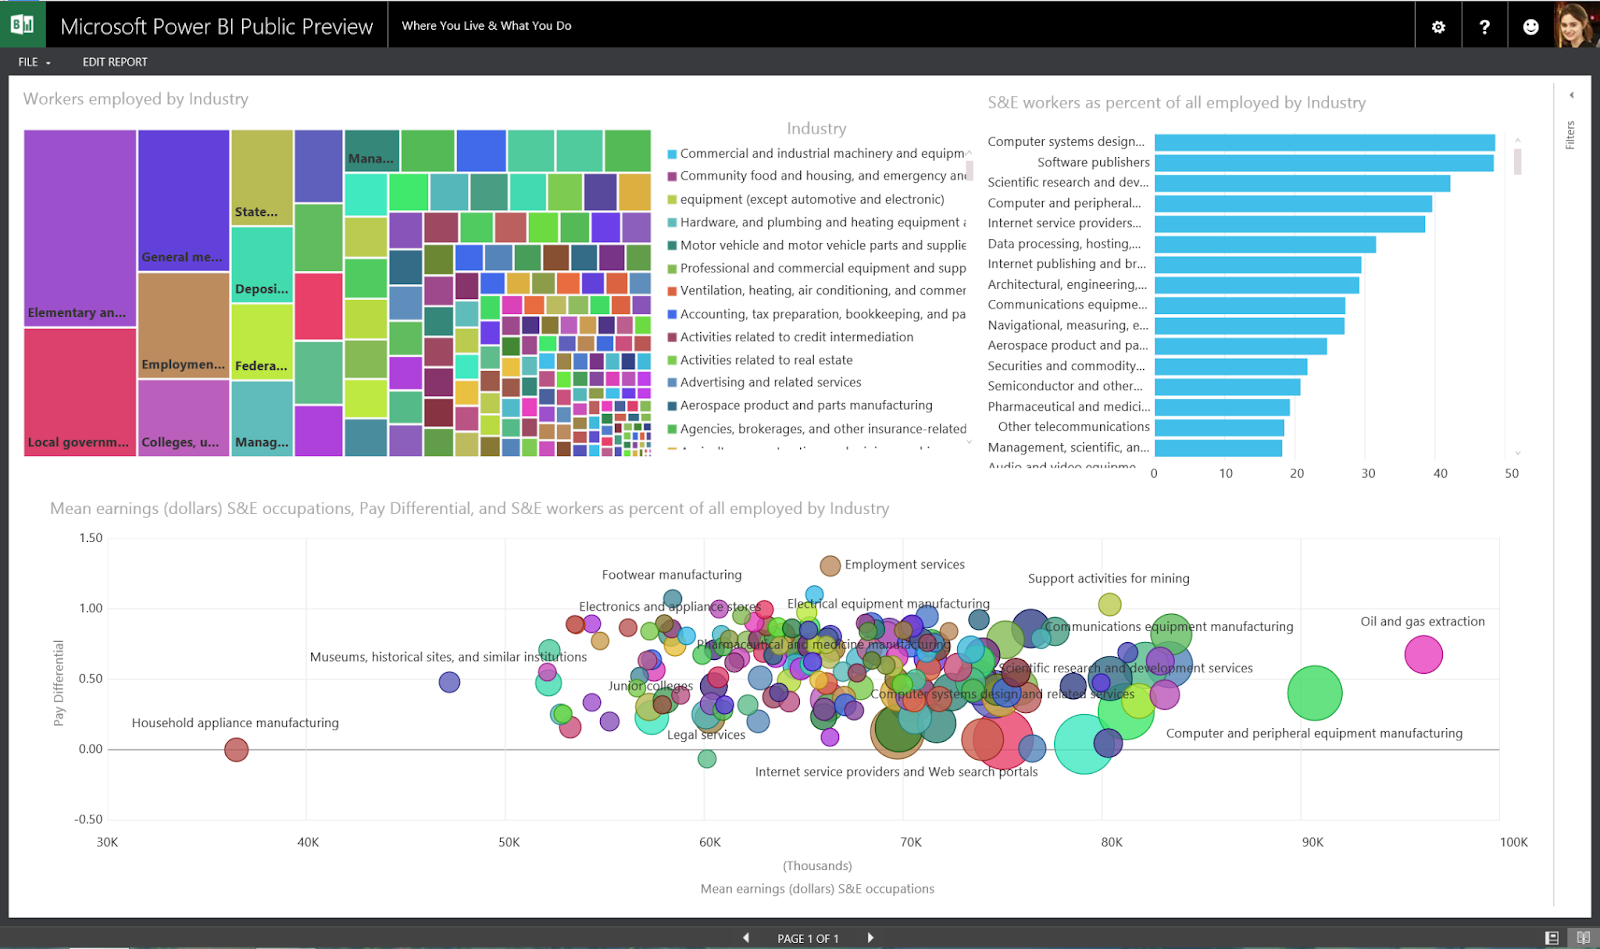 Microsoft Power BI Public Preview
Where You Live & What You Do
?
FILE
EDIT REPORT
Workers employed by Industry
Elementary an...
Local governm...
General me...
Employmen...
Colleges, u...
State...
Deposi...
Federa...
Manag...
Mana...
Industry
Commercial and industrial machinery and equipm
Community food and housing, and emergency an
equipment (except automotive and electronic)
Hardware, and plumbing and heating equipment a
Motor vehicle and motor vehicle parts and supplie
Professional and commercial equipment and supp
Ventilation, heating, air conditioning, and commer
Accounting, tax preparation, bookkeeping, and pa
Activities related to credit intermediation
Activities related to real estate
Advertising and related services
Aerospace product and parts manufacturing
Agencies, brokerages, and other insurance-related
S&E workers as percent of all employed by Industry
Computer systems design...
Software publishers
Scientific research and dev...
Computer and peripheral...
Internet service providers...
Data processing, hosting,...
Internet publishing and br...
Architectural, engineering,...
Communications equipme...
Navigational, measuring, e...
Aerospace product and pa...
Securities and commodity...
Semiconductor and other...
Pharmaceutical and medici...
Other telecommunications
Management, scientific, an...
Audio and video equipme...
0 10 20 30 40 50
Filters
Mean earnings (dollars) S&E occupations, Pay Differential, and S&E workers as percent of all employed by Industry
Pay Differential
1.50
1.00
0.50
0.00
-0.50
Employment services
Footwear manufacturing
Support activities for mining
Electronics and appliance stores
Electrical equipment manufacturing
Oil and gas extraction
Communications equipment manufacturing
Pharmaceutical and medicine manufacturing
Museums, historical sites, and similar institutions
Scientific research and development services
Junior colleges
Computer systems design and related services
Household appliance manufacturing
Legal services
Computer and peripheral equipment manufacturing
Internet service providers and Web search portals
30K 40K 50K 60K 70K 80K 90K 100K
(Thousands)
Mean earnings (dollars) S&E occupations
PAGE 1 OF 1